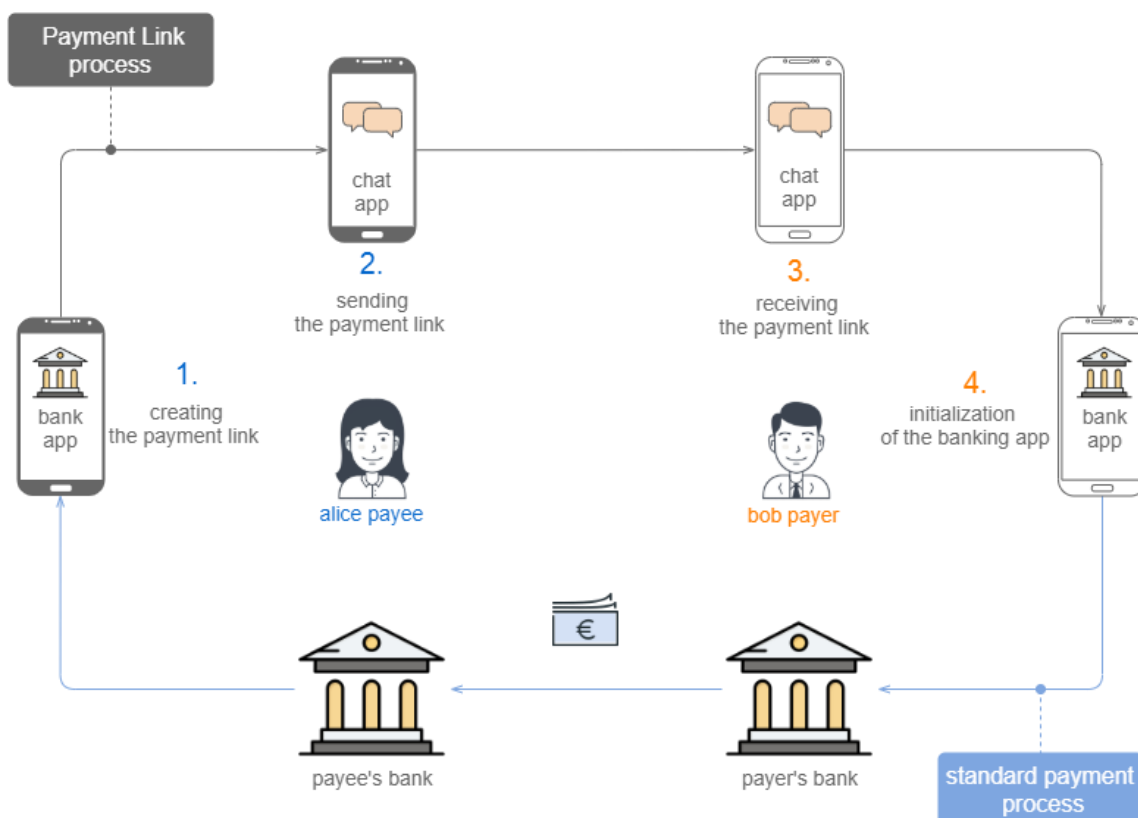 Payment Link
process
chat
app
chat
app
2.
sending
the payment link
3.
receiving
the payment link
bank
app
1.
creating
the payment link
4.
initialization
of the banking app
bank
app
alice payee
bob payer
€
payee's bank
payer's bank
standard payment
process